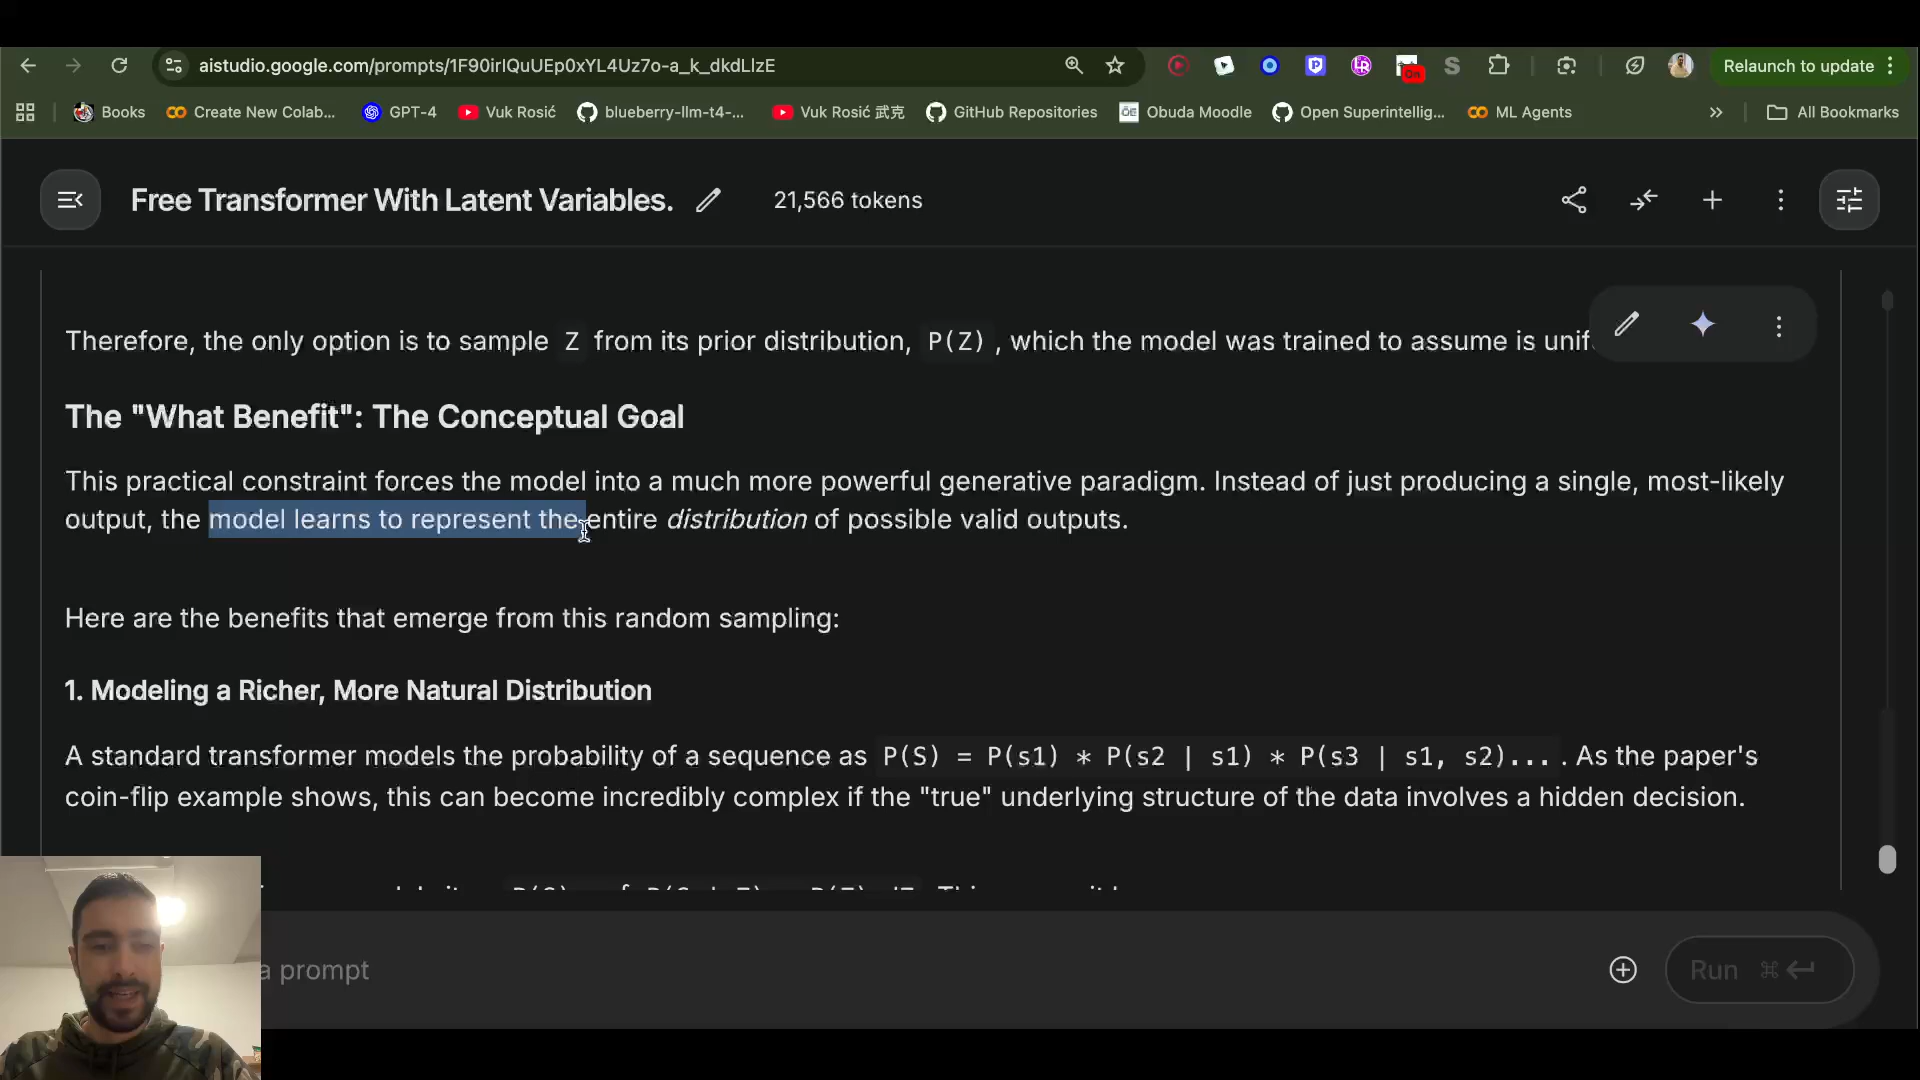 aistudio.google.com/prompts/1F90irIQuUEp0xYL4Uz7o-a_k_dkdLlzE
On
Relaunch to update
Books
Create New Colab...
GPT-4
Vuk Rosić
blueberry-llm-t4-...
Vuk Rosić 武克
GitHub Repositories
Obuda Moodle
Open Superintellig...
ML Agents
All Bookmarks
Free Transformer With Latent Variables.
21,566 tokens
Therefore, the only option is to sample Z from its prior distribution, P(Z), which the model was trained to assume is unif
The "What Benefit": The Conceptual Goal
This practical constraint forces the model into a much more powerful generative paradigm. Instead of just producing a single, most-likely
output, the model learns to represent the entire distribution of possible valid outputs.
Here are the benefits that emerge from this random sampling:
1. Modeling a Richer, More Natural Distribution
A standard transformer models the probability of a sequence as P(S) = P(s1) * P(s2 | s1) * P(s3 | s1, s2).... As the paper's
coin-flip example shows, this can become incredibly complex if the "true" underlying structure of the data involves a hidden decision.
a prompt
Run ⌘